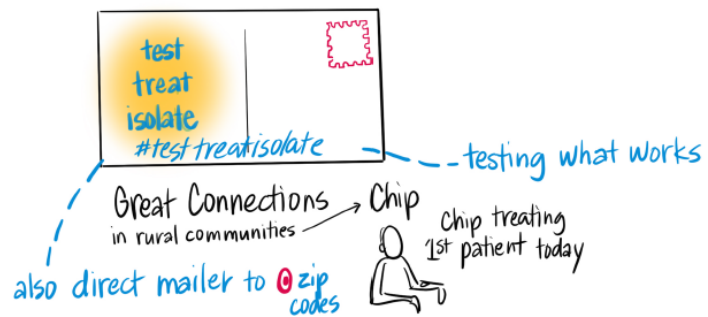 test
treat
isolate
#testtreatisolate
testing what works
Great Connections
in rural communities
Chip
Chip treating
1st patient today
also direct mailer to zip
codes